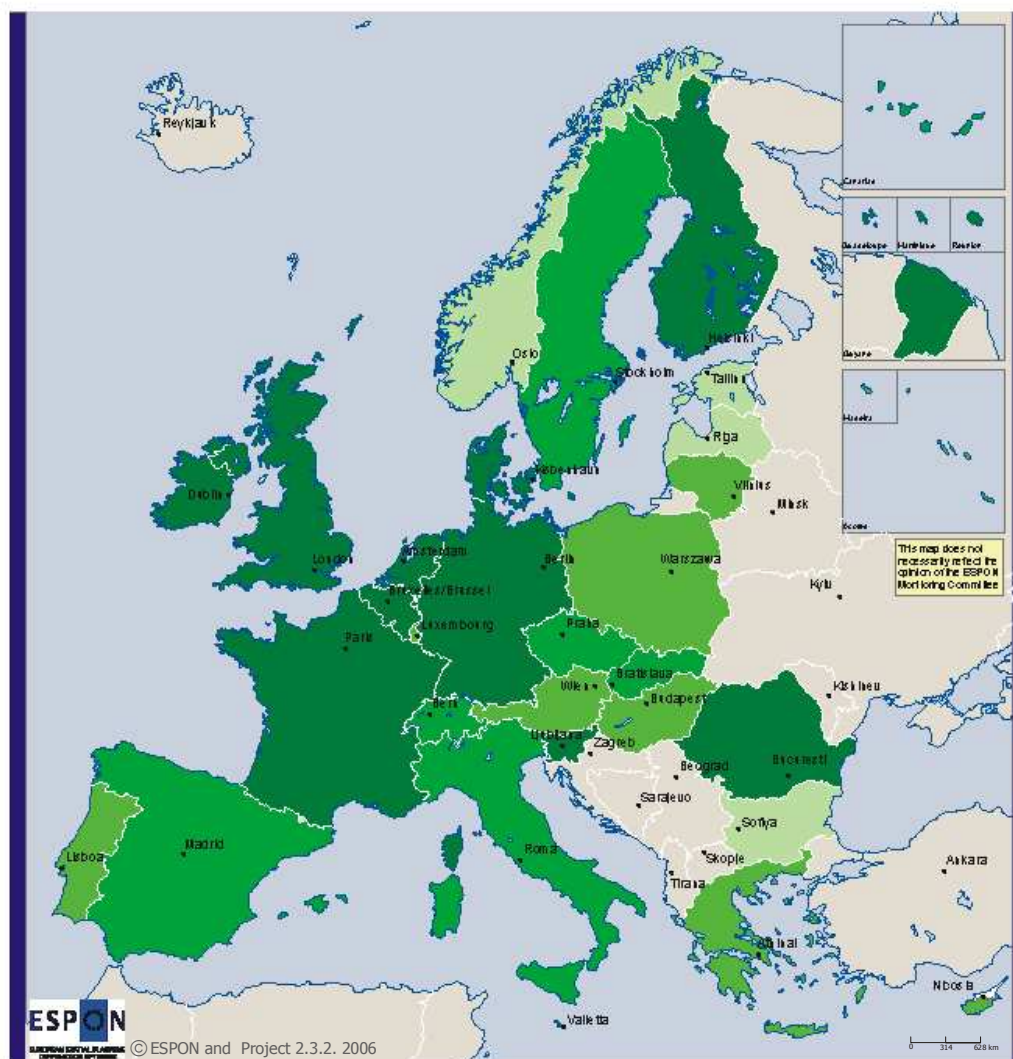 Reykjavik
Canarias
Guadeloupe
Martinique
Reunion
Guyane
Madeira
Helsinki
Oslo
Tallinn
Stockholm
Riga
København
Vilnius
Minsk
Dublin
This map does not
necessarily reflect the
opinion of the ESPON
Monitoring Committee
London
Amsterdam
Berlin
Warszawa
Kyiv
Bruxelles/Brussel
Luxembourg
Praha
Paris
Bratislava
Wien
Kishinev
Budapest
Bern
Ljubljana
Zagreb
Beograd
Bucuresti
Sarajevo
Sofiya
Madrid
Roma
Skopje
Lisboa
Tirana
Ankara
Athinai
Nicosia
Valletta
ESPON
© ESPON and Project 2.3.2. 2006
0 314 628 km